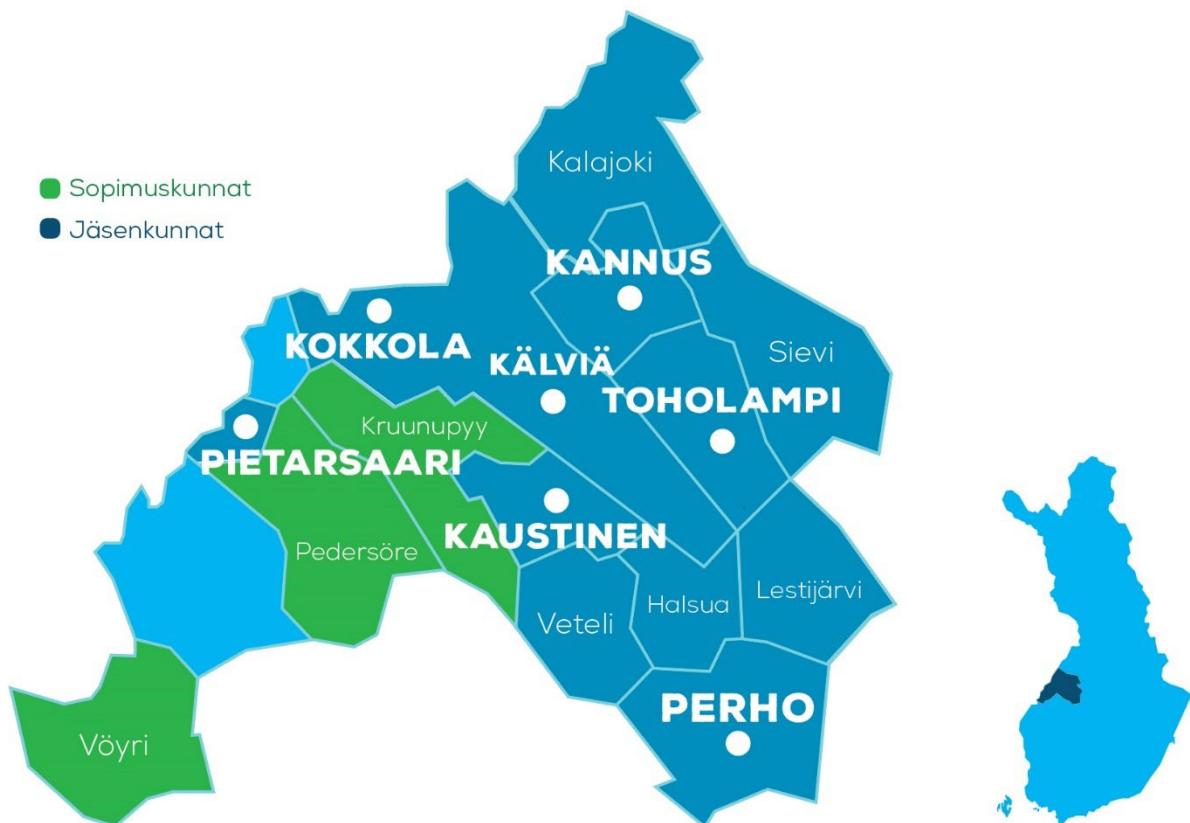 Sopimuskunnat
Jäsenkunnat
Kalajoki
KANNUS
KOKKOLA
KÄLVIÄ
Sievi
TOHOLAMPI
Kruunupyy
PIETARSAARI
KAUSTINEN
Pedersöre
Veteli
Halsua
Lestijärvi
PERHO
Vöyri